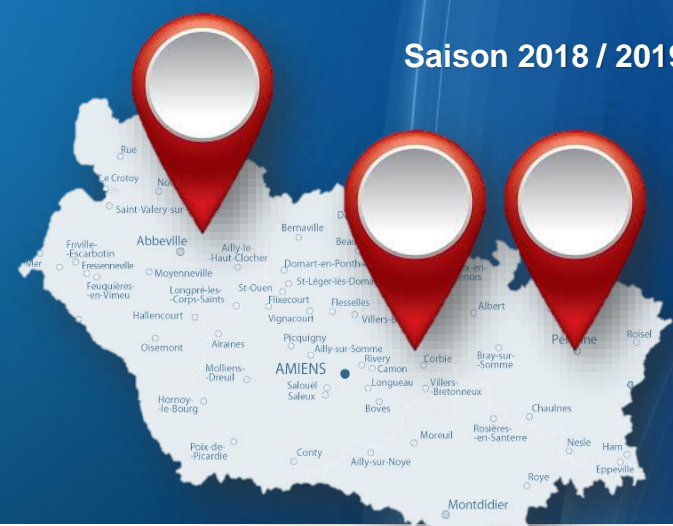 Saison 2018 / 2019
Rue
Le Crotoy
Saint-Valery-sur
Abbeville
Ailly-le-
-Haut-Clocher
Bernaville
Friville-
-Escarbotin
Fressenneville
Feuquières-
-en-Vimeu
Moyenneville
Domart-en-Ponthieu
St-Ouen
St-Léger-lès-Doma
Longpré-les-
-Corps-Saints
Flixecourt
Flesselles
Hallencourt
Vignacourt
Villers-B
Albert
Roisel
Oisemont
Airaines
Picquigny
Ailly-sur-Somme
Rivery
Camon
Corbie
Bray-sur-
-Somme
Molliens-
-Dreuil
AMIENS
Salouël
Saleux
Longueau
Villers-
-Bretonneux
Boves
Hornoy-
-le-Bourg
Chaulnes
Rosières-
-en-Santerre
Moreuil
Poix-de-
-Picardie
Conty
Ailly-sur-Noye
Nesle
Ham
Eppeville
Roye
Montdidier